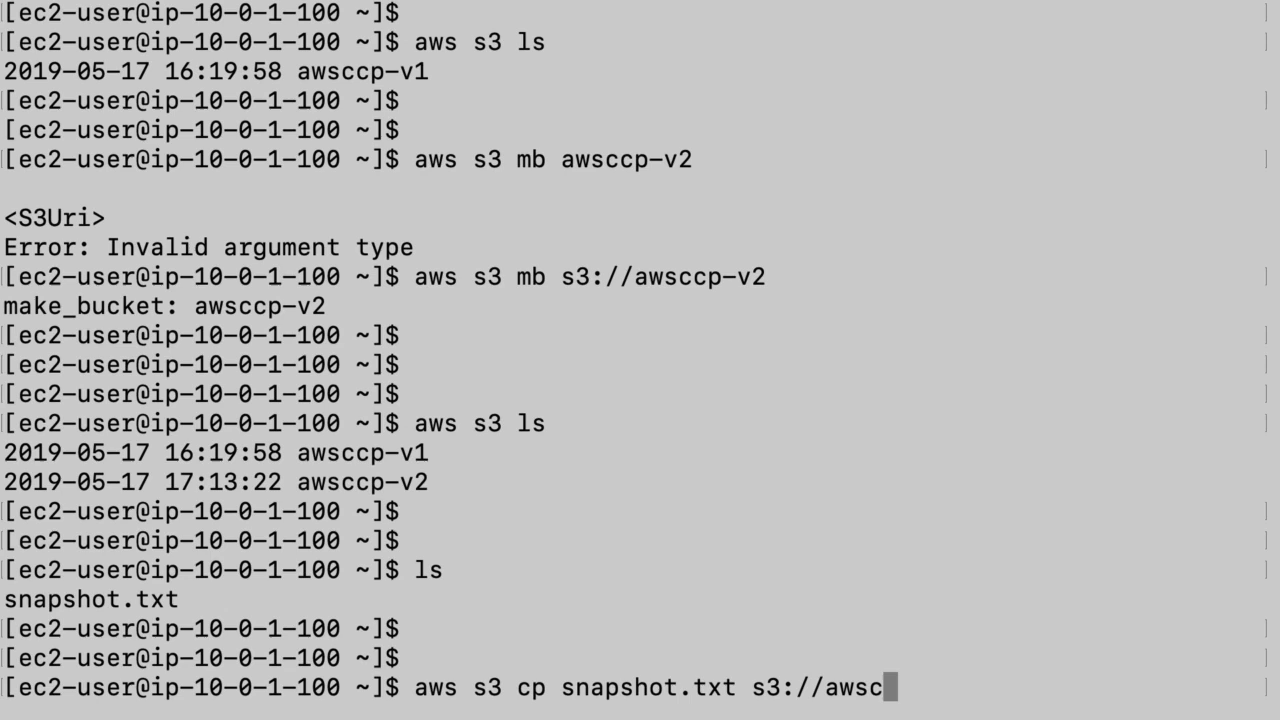 [ec2-user@ip-10-0-1-100 ~]$
[ec2-user@ip-10-0-1-100 ~]$ aws s3 ls
2019-05-17 16:19:58 awsccp-v1
[ec2-user@ip-10-0-1-100 ~]$
[ec2-user@ip-10-0-1-100 ~]$
[ec2-user@ip-10-0-1-100 ~]$ aws s3 mb awsccp-v2
<S3Uri>
Error: Invalid argument type
[ec2-user@ip-10-0-1-100 ~]$ aws s3 mb s3://awsccp-v2
make_bucket: awsccp-v2
[ec2-user@ip-10-0-1-100 ~]$
[ec2-user@ip-10-0-1-100 ~]$
[ec2-user@ip-10-0-1-100 ~]$
[ec2-user@ip-10-0-1-100 ~]$ aws s3 ls
2019-05-17 16:19:58 awsccp-v1
2019-05-17 17:13:22 awsccp-v2
[ec2-user@ip-10-0-1-100 ~]$
[ec2-user@ip-10-0-1-100 ~]$
[ec2-user@ip-10-0-1-100 ~]$ ls
snapshot.txt
[ec2-user@ip-10-0-1-100 ~]$
[ec2-user@ip-10-0-1-100 ~]$
[ec2-user@ip-10-0-1-100 ~]$ aws s3 cp snapshot.txt s3://awsc